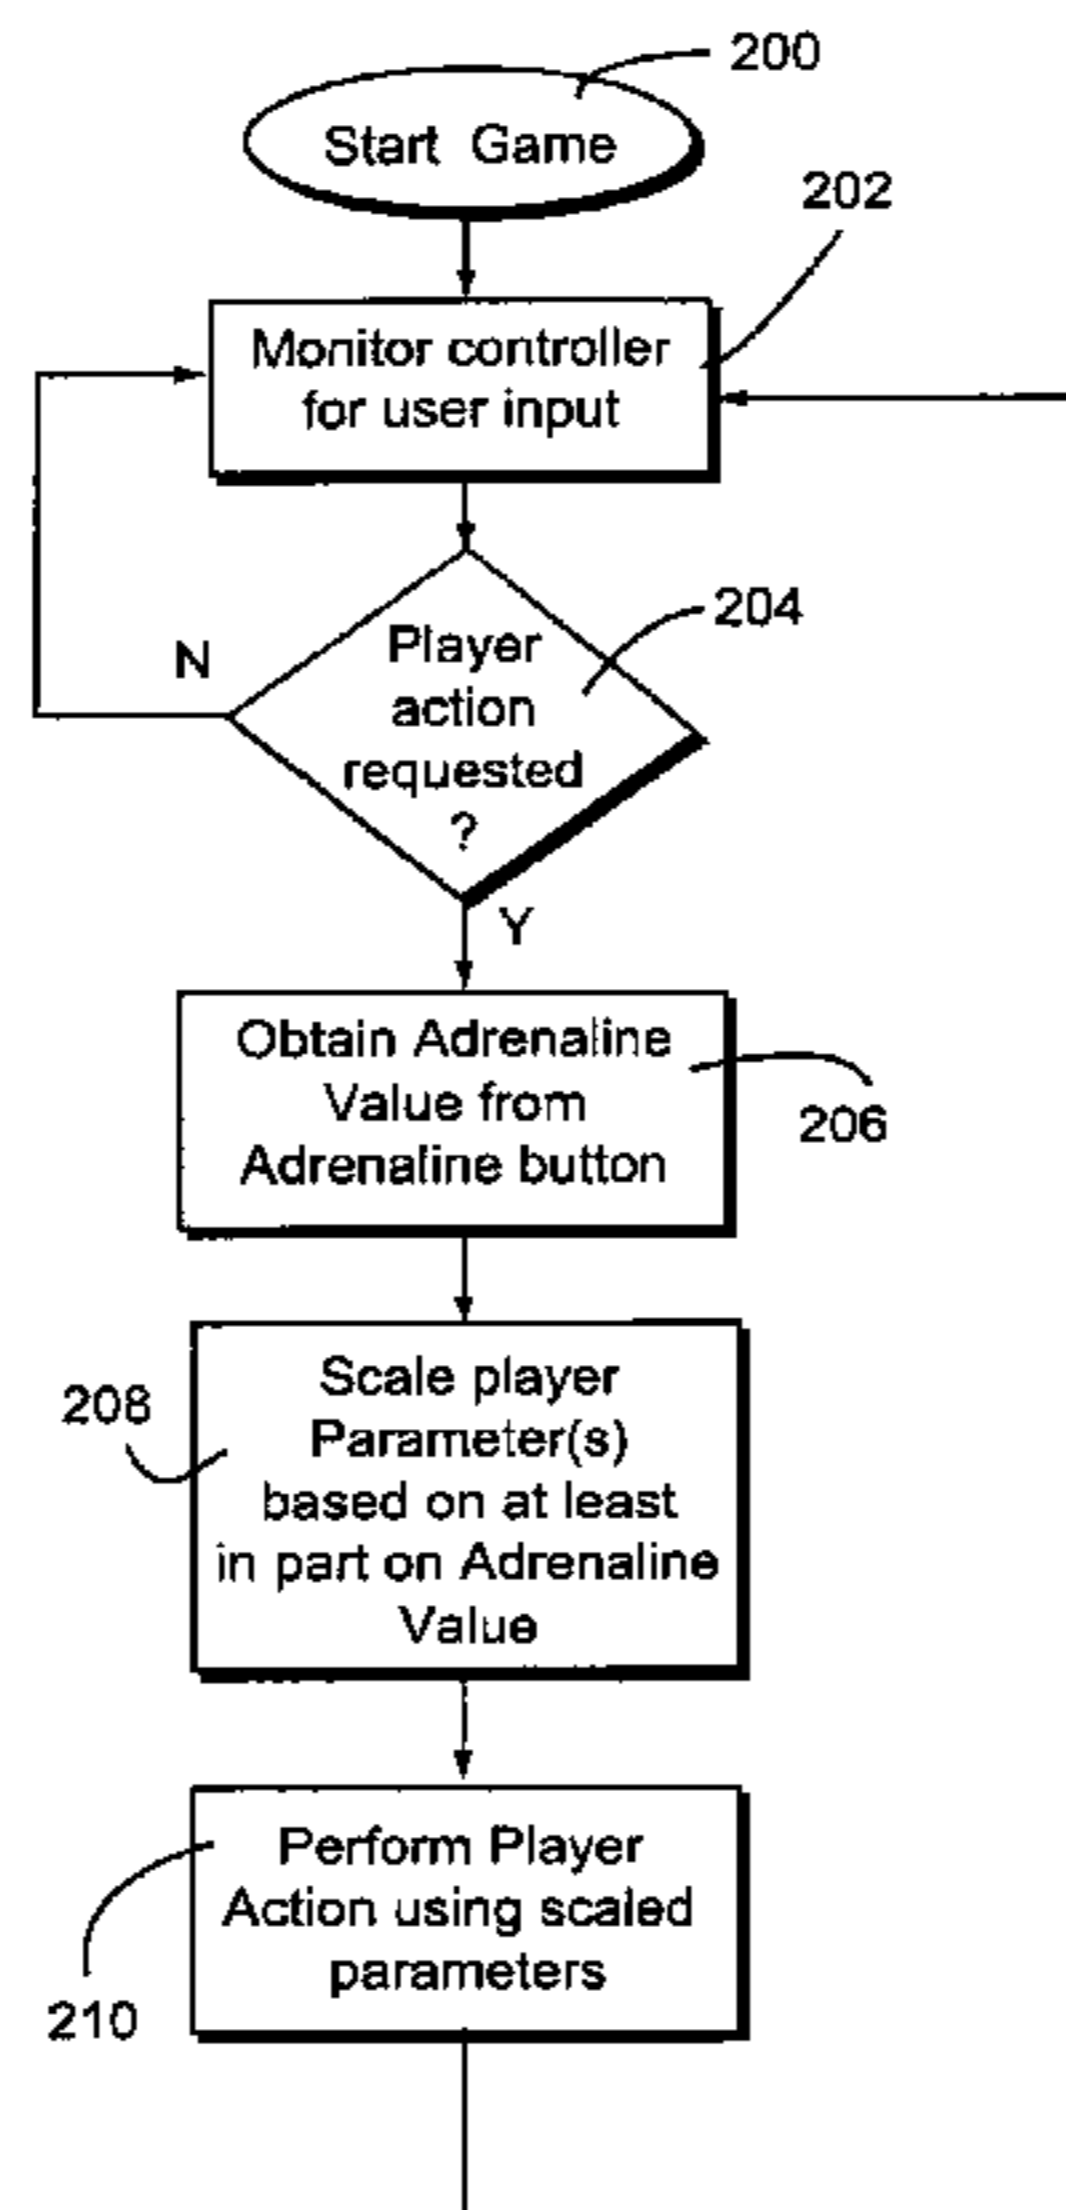 200
Start Game
202
Monitor controller
for user input
204
N
Player
action
requested
?
Y
Obtain Adrenaline
Value from
Adrenaline button
206
208
Scale player
Parameter(s)
based on at least
in part on Adrenaline
Value
Perform Player
Action using scaled
parameters
210